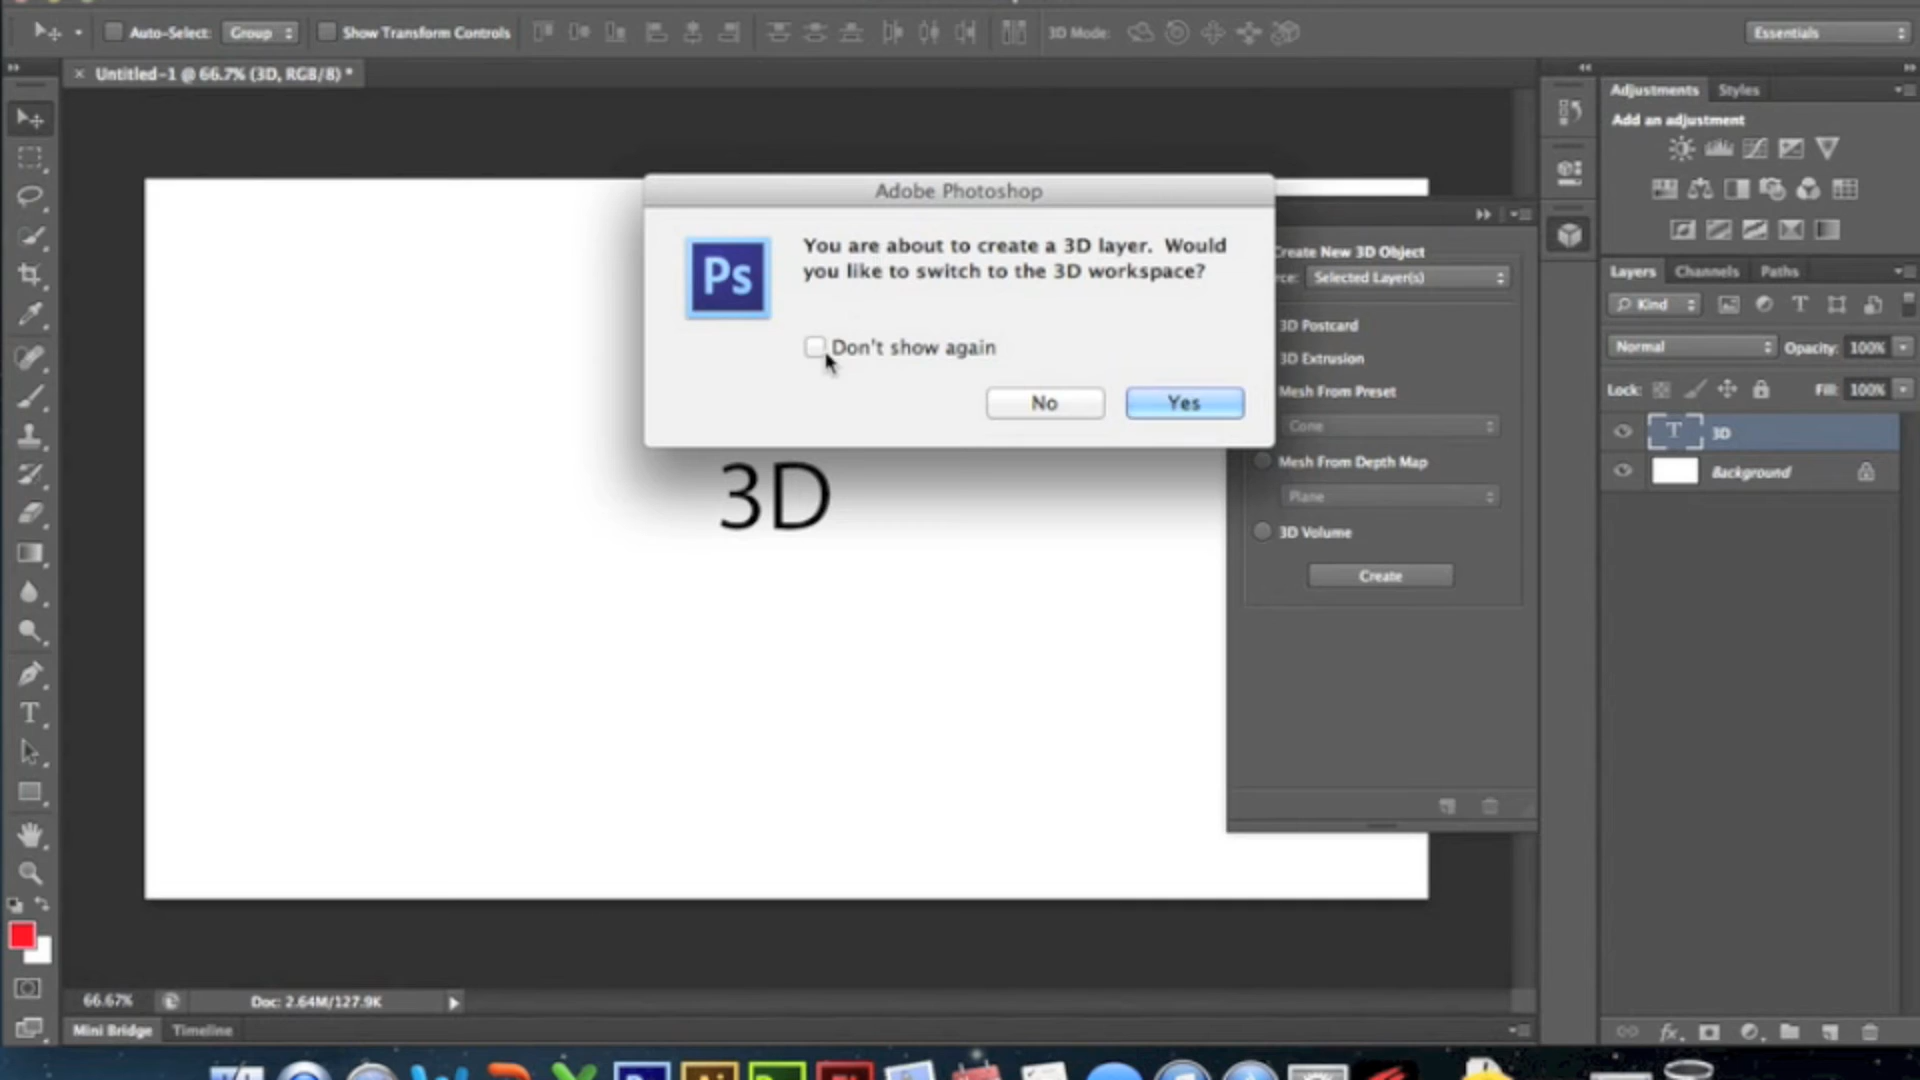 Auto-Select: Group Show Transform Controls 3D Mode: Essentials
× Untitled-1 @ 66.7% (3D, RGB/8) *
Adjustments Styles
Add an adjustment
Adobe Photoshop
Ps
You are about to create a 3D layer. Would
you like to switch to the 3D workspace?
Don't show again
No Yes
Create New 3D Object
rce: Selected Layer(s)
3D Postcard
3D Extrusion
Mesh From Preset
Cone
Mesh From Depth Map
Plane
3D Volume
Create
Layers Channels Paths
Kind
Normal Opacity: 100%
Lock: Fill: 100%
T 3D
Background
3D
66.67% Doc: 2.64M/127.9K
Mini Bridge Timeline